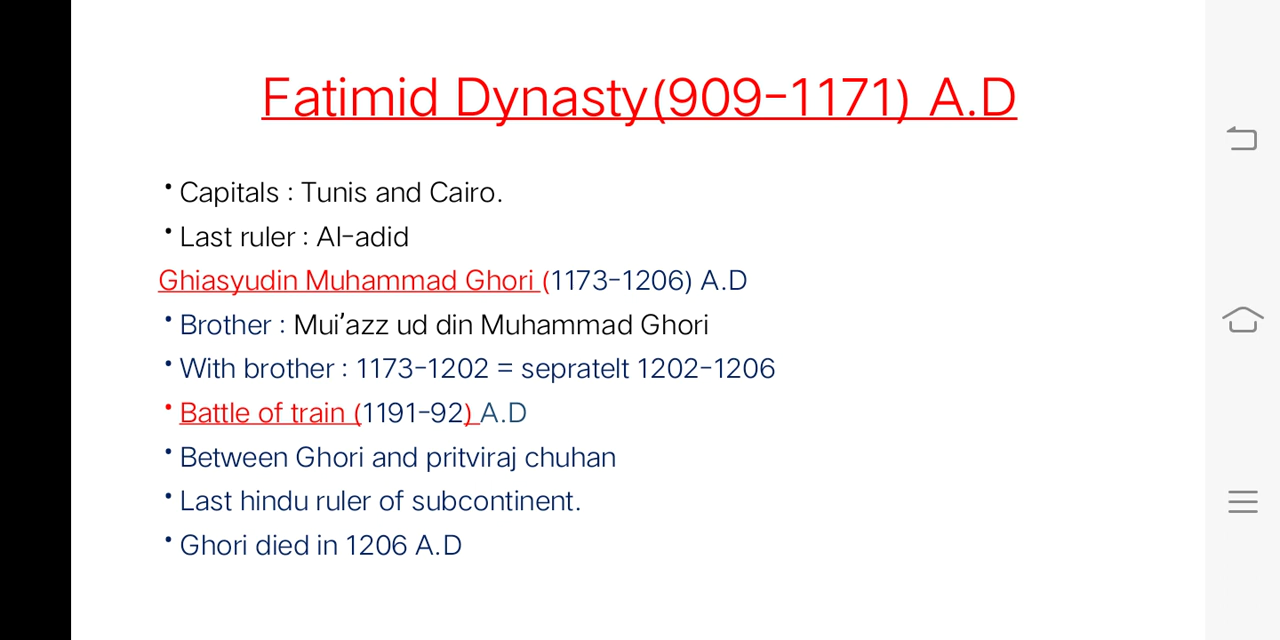 Fatimid Dynasty(909-1171) A.D
• Capitals : Tunis and Cairo.
• Last ruler : Al-adid
Ghiasyudin Muhammad Ghori (1173-1206) A.D
• Brother : Mui’azz ud din Muhammad Ghori
• With brother : 1173-1202 = sepratelt 1202-1206
• Battle of train (1191-92) A.D
• Between Ghori and pritviraj chuhan
• Last hindu ruler of subcontinent.
• Ghori died in 1206 A.D